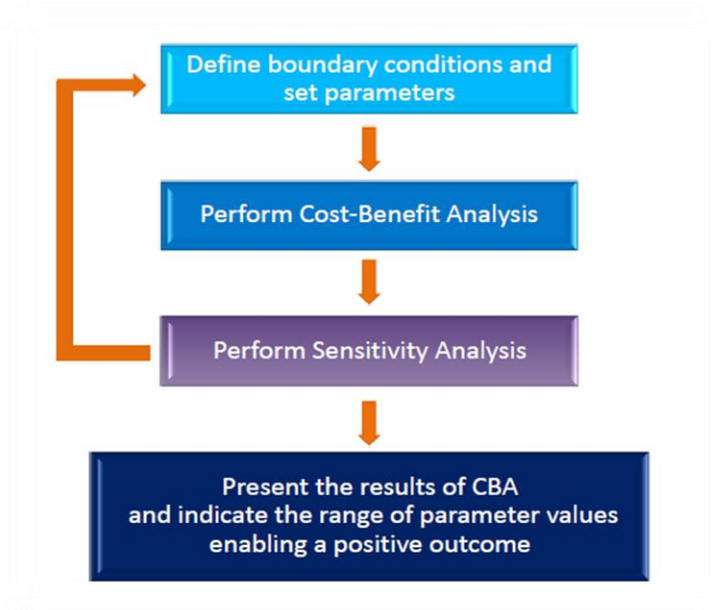 Define boundary conditions and
set parameters
Perform Cost-Benefit Analysis
Perform Sensitivity Analysis
Present the results of CBA
and indicate the range of parameter values
enabling a positive outcome